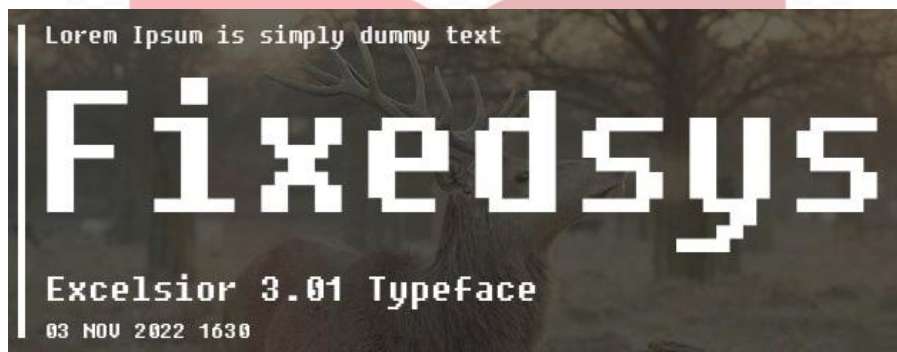 Lorem Ipsum is simply dummy text
Fixedsys
Excelsior 3.01 Typeface
03 NOV 2022 1630